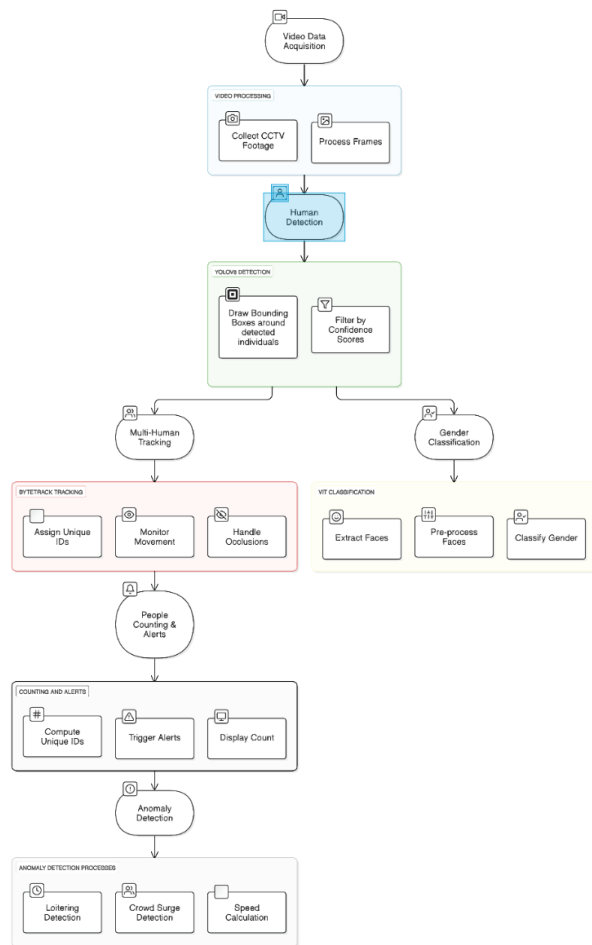 Video Data
Acquisition
VIDEO PROCESSING
Collect CCTV
Footage
Process Frames
Human
Detection
YOLOV8 DETECTION
Draw Bounding
Boxes around
detected
individuals
Filter by
Confidence
Scores
Multi-Human
Tracking
Gender
Classification
BYTETRACK TRACKING
Assign Unique
IDs
Monitor
Movement
Handle
Occlusions
VIT CLASSIFICATION
Extract Faces
Pre-process
Faces
Classify Gender
People
Counting &
Alerts
COUNTING AND ALERTS
Compute
Unique IDs
Trigger Alerts
Display Count
Anomaly
Detection
ANOMALY DETECTION PROCESSES
Loitering
Detection
Crowd Surge
Detection
Speed
Calculation